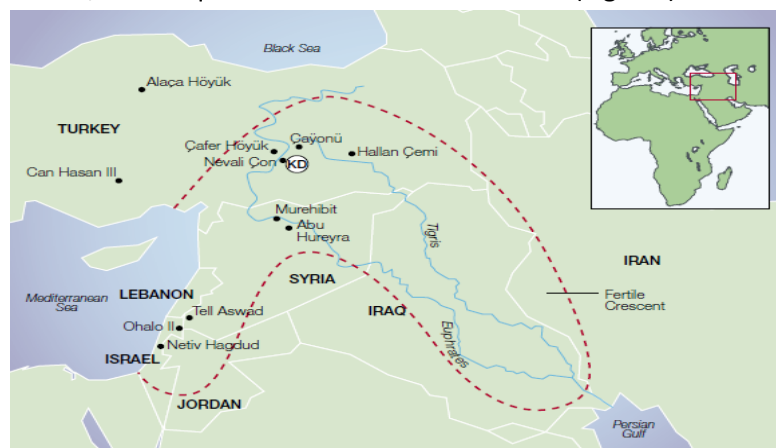 Black Sea
Alaça Höyük
TURKEY
Çafer Höyük
Çayönü
Hallan Çemi
Nevali Çon
KD
Can Hasan III
Murehibit
Abu
Hureyra
Tigris
IRAN
SYRIA
Mediterranean
Sea
LEBANON
Fertile
Crescent
Tell Aswad
IRAQ
Ohalo II
Euphrates
Netiv Hagdud
ISRAEL
JORDAN
Persian
Gulf